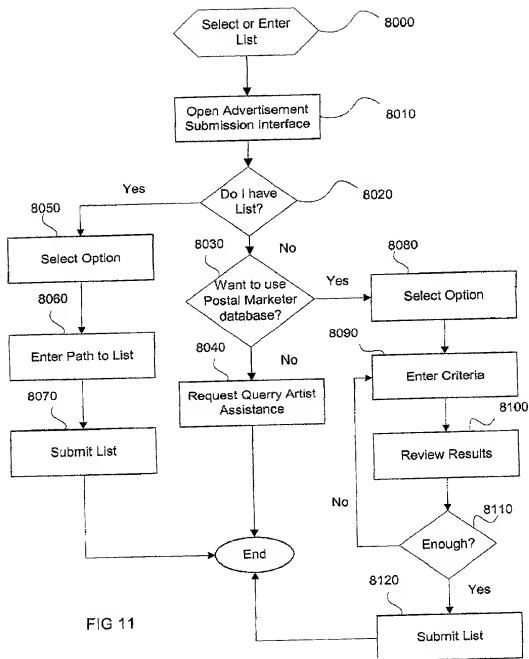 Select or Enter
List
8000
Open Advertisement
Submission Interface
8010
Do I have
List?
8020
Yes
No
8050
Select Option
8060
Enter Path to List
8070
Submit List
8030
Want to use
Postal Marketer
database?
Yes
No
8040
Request Querry Artist
Assistance
8080
Select Option
8090
Enter Criteria
8100
Review Results
8110
Enough?
No
Yes
8120
Submit List
End
FIG 11